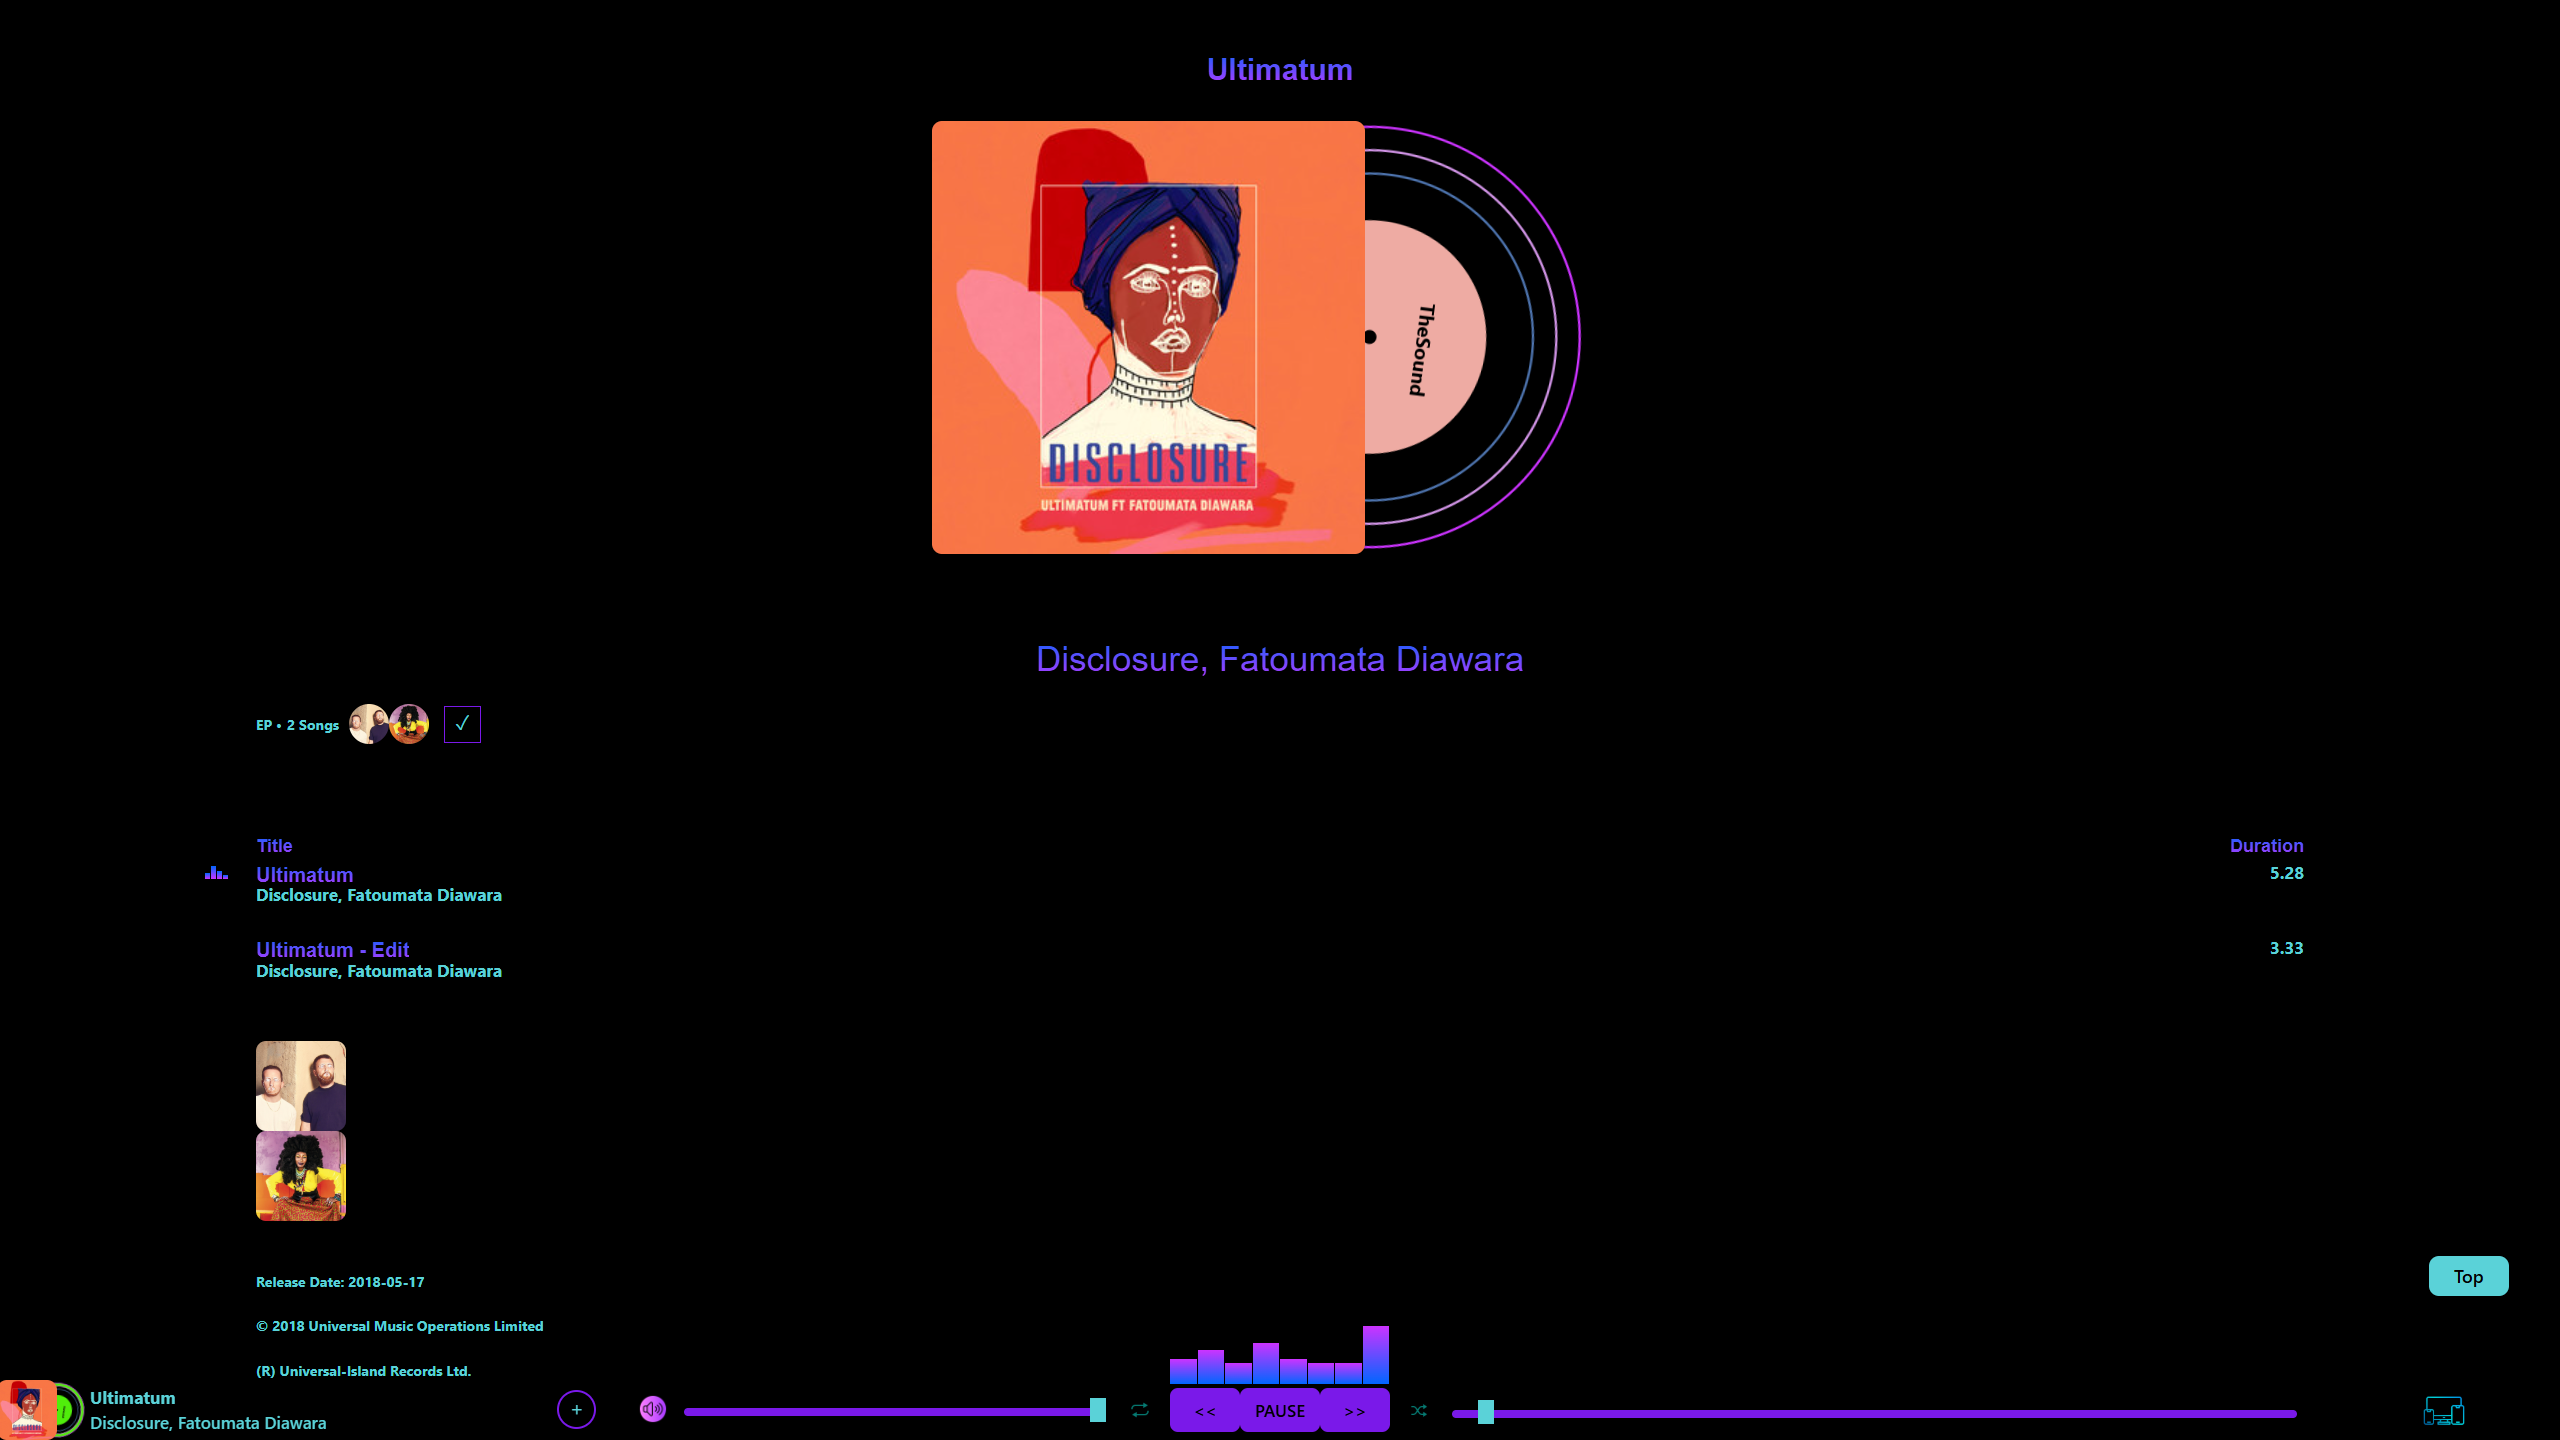 Ultimatum
DISCLOSURE
ULTIMATUM FT FATOUMATA DIAWARA
TheSound
Disclosure, Fatoumata Diawara
EP • 2 Songs
✓
Title
Duration
Ultimatum
5.28
Disclosure, Fatoumata Diawara
Ultimatum - Edit
3.33
Disclosure, Fatoumata Diawara
Release Date: 2018-05-17
Top
© 2018 Universal Music Operations Limited
(R) Universal-Island Records Ltd.
Ultimatum
Disclosure, Fatoumata Diawara
+
<<
PAUSE
>>